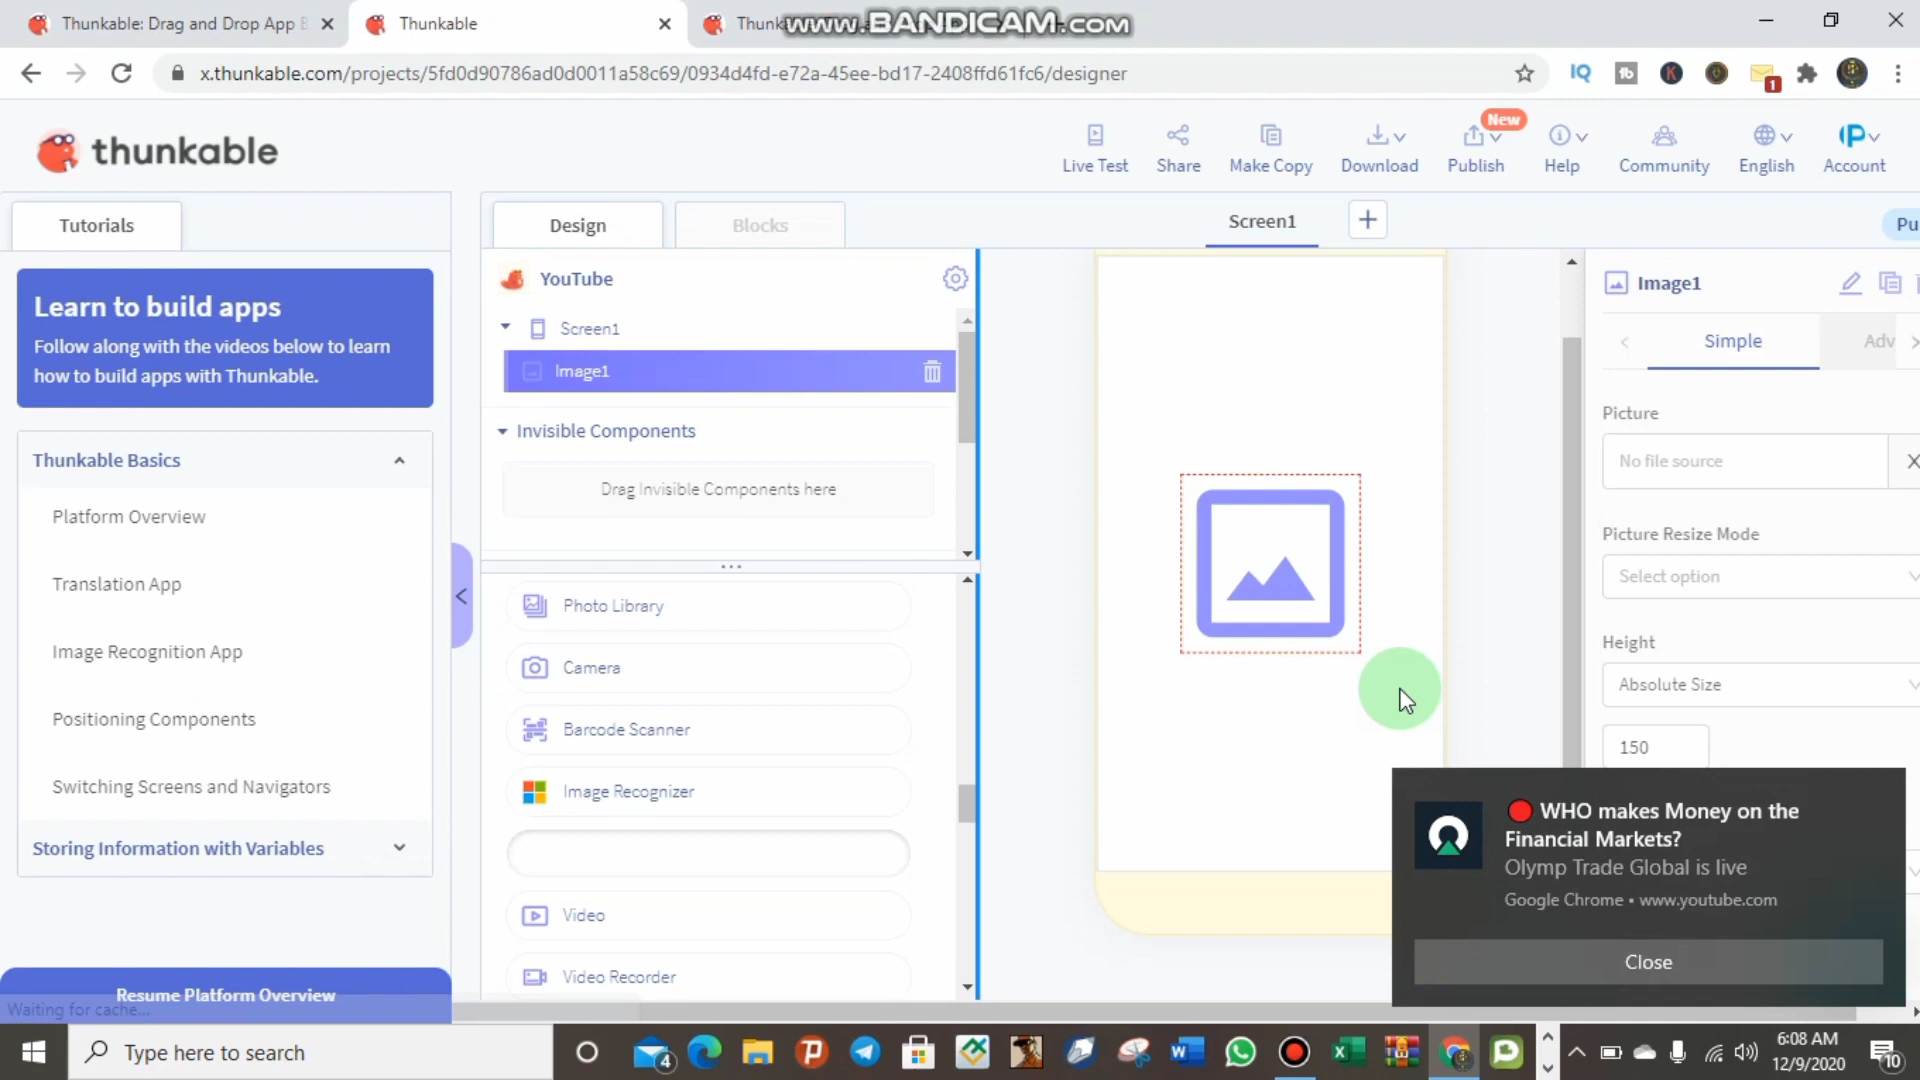 Thunkable: Drag and Drop App B
Thunkable
Thunk
www.BANDICAM.com
x.thunkable.com/projects/5fd0d90786ad0d0011a58c69/0934d4fd-e72a-45ee-bd17-2408ffd61fc6/designer
IQ
tb
K
1
thunkable
Live Test
Share
Make Copy
Download
New
Publish
Help
Community
English
Account
Tutorials
Design
Blocks
Screen1
Pu
Learn to build apps
Follow along with the videos below to learn
how to build apps with Thunkable.
Thunkable Basics
Platform Overview
Translation App
Image Recognition App
Positioning Components
Switching Screens and Navigators
Storing Information with Variables
Resume Platform Overview
Waiting for cache...
YouTube
Screen1
Image1
Invisible Components
Drag Invisible Components here
Photo Library
Camera
Barcode Scanner
Image Recognizer
Video
Video Recorder
Image1
Simple
Adv
Picture
No file source
X
Picture Resize Mode
Select option
Height
Absolute Size
150
WHO makes Money on the
Financial Markets?
Olymp Trade Global is live
Google Chrome • www.youtube.com
Close
Type here to search
4
6:08 AM
12/9/2020
10